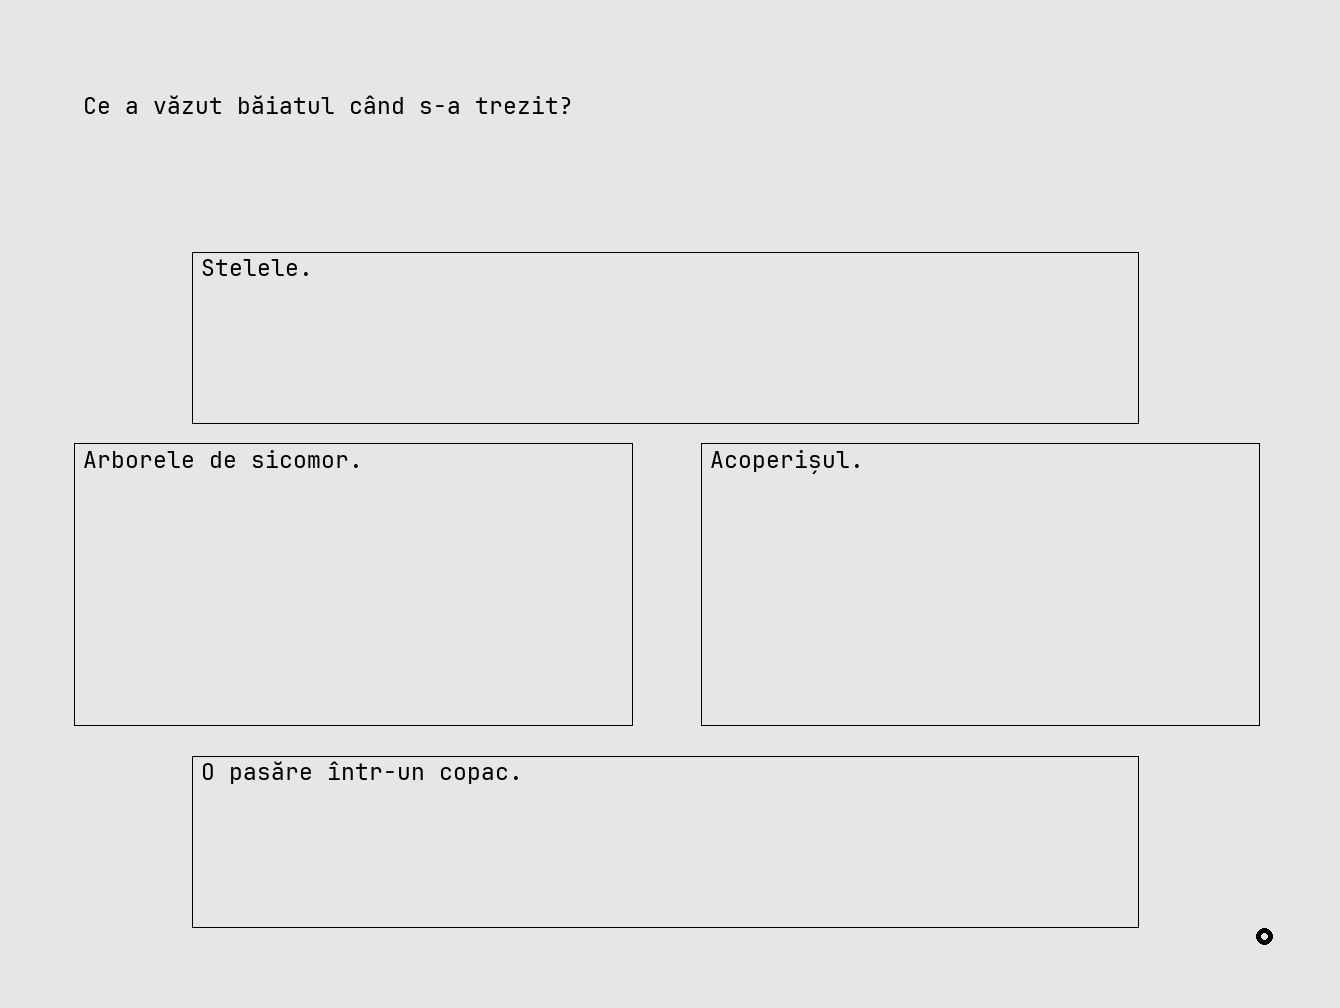 Ce a văzut băiatul când s-a trezit?
Stelele.
Arborele de sicomor.
Acoperișul.
O pasăre într-un copac.